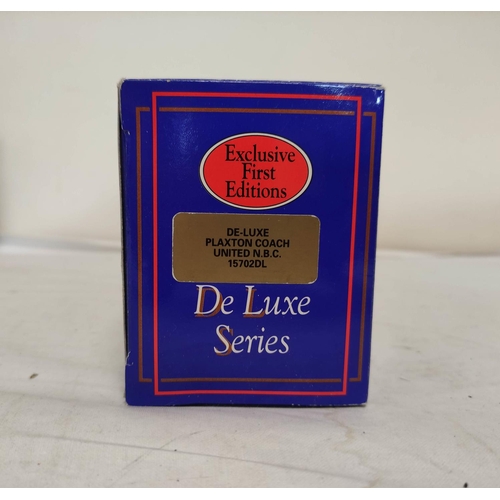 Exclusive
First
Editions
DE-LUXE
PLAXTON COACH
UNITED N.B.C.
15702DL
De Luxe
Series